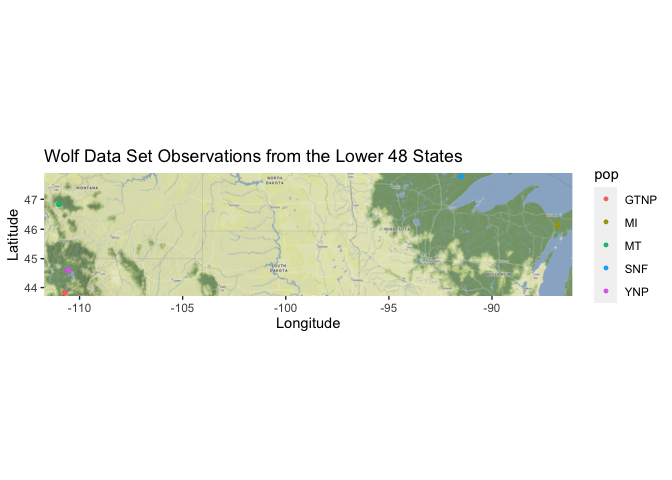 Wolf Data Set Observations from the Lower 48 States
pop
GTNP
MI
MT
SNF
YNP
Latitude
47
46
45
44
MONTANA
NORTH
DAKOTA
SOUTH
DAKOTA
MINNESOTA
WISCONSIN
-110
-105
-100
-95
-90
Longitude